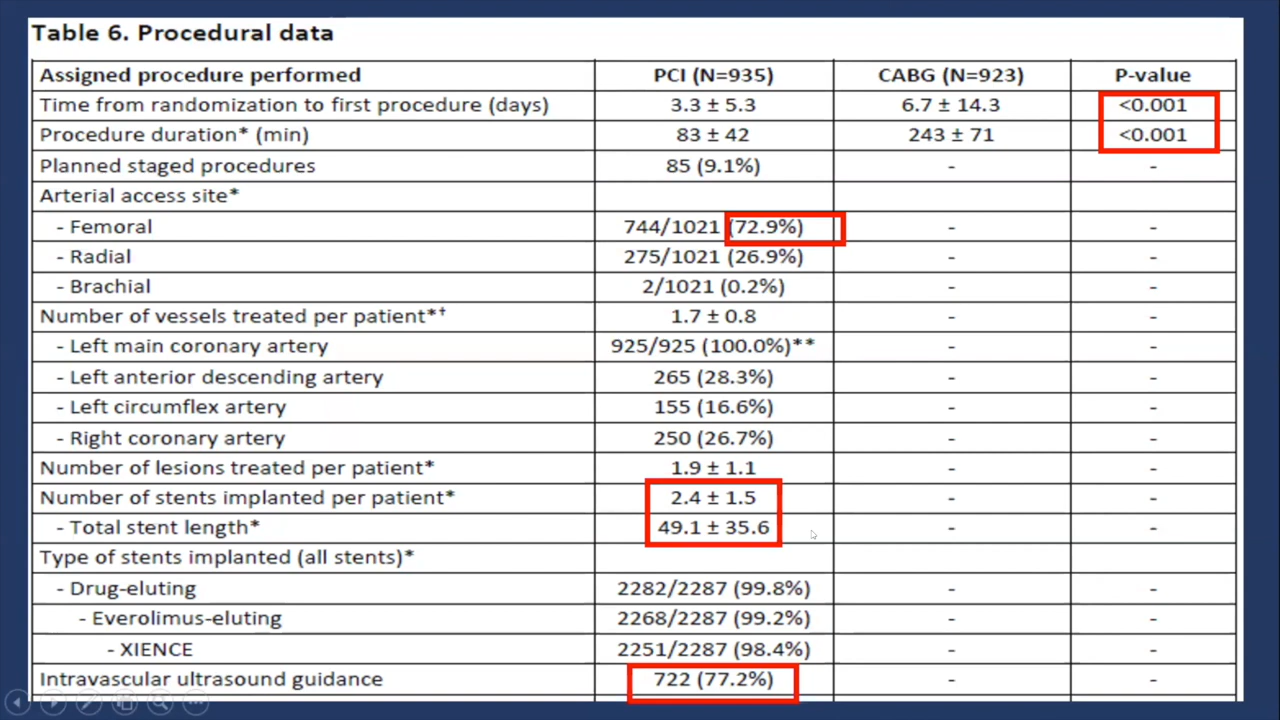 Table 6. Procedural data
Assigned procedure performed PCI (N=935) CABG (N=923) P-value
Time from randomization to first procedure (days) 3.3 ± 5.3 6.7 ± 14.3 <0.001
Procedure duration* (min) 83 ± 42 243 ± 71 <0.001
Planned staged procedures 85 (9.1%) - -
Arterial access site*
- Femoral 744/1021 (72.9%) - -
- Radial 275/1021 (26.9%) - -
- Brachial 2/1021 (0.2%) - -
Number of vessels treated per patient*† 1.7 ± 0.8 - -
- Left main coronary artery 925/925 (100.0%)** - -
- Left anterior descending artery 265 (28.3%) - -
- Left circumflex artery 155 (16.6%) - -
- Right coronary artery 250 (26.7%) - -
Number of lesions treated per patient* 1.9 ± 1.1 - -
Number of stents implanted per patient* 2.4 ± 1.5 - -
- Total stent length* 49.1 ± 35.6 - -
Type of stents implanted (all stents)*
- Drug-eluting 2282/2287 (99.8%) - -
- Everolimus-eluting 2268/2287 (99.2%) - -
- XIENCE 2251/2287 (98.4%) - -
Intravascular ultrasound guidance 722 (77.2%) - -